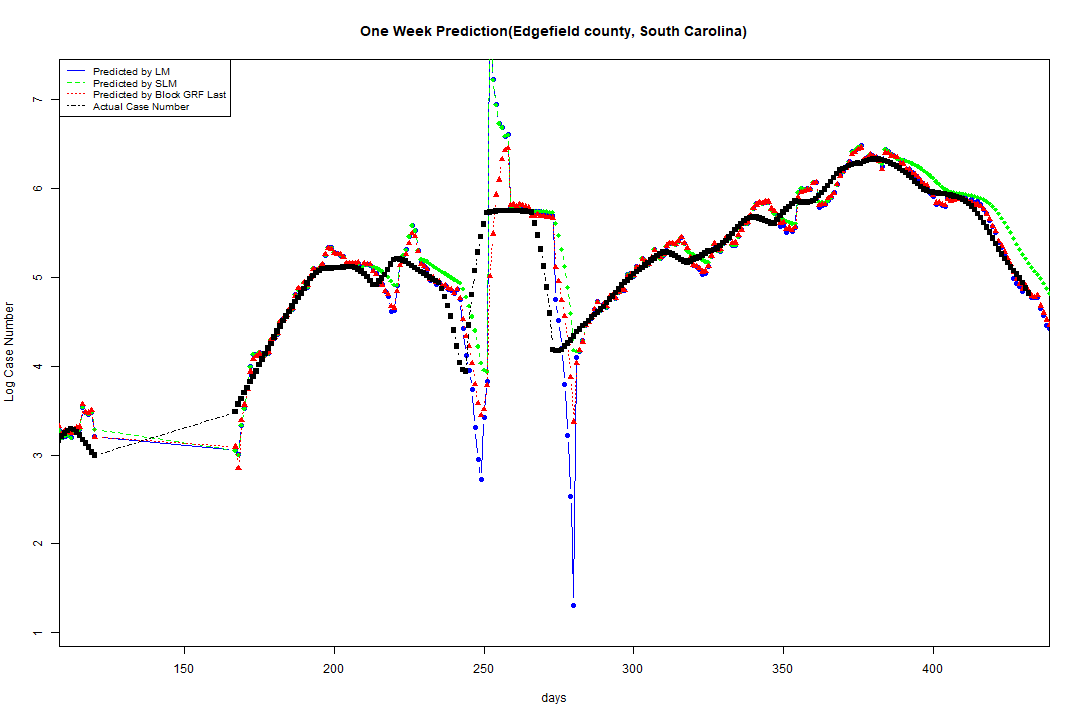 One Week Prediction(Edgefield county, South Carolina)
Predicted by LM
Predicted by SLM
Predicted by Block GRF Last
Actual Case Number
Log Case Number
7
6
5
4
3
2
1
150 200 250 300 350 400
days